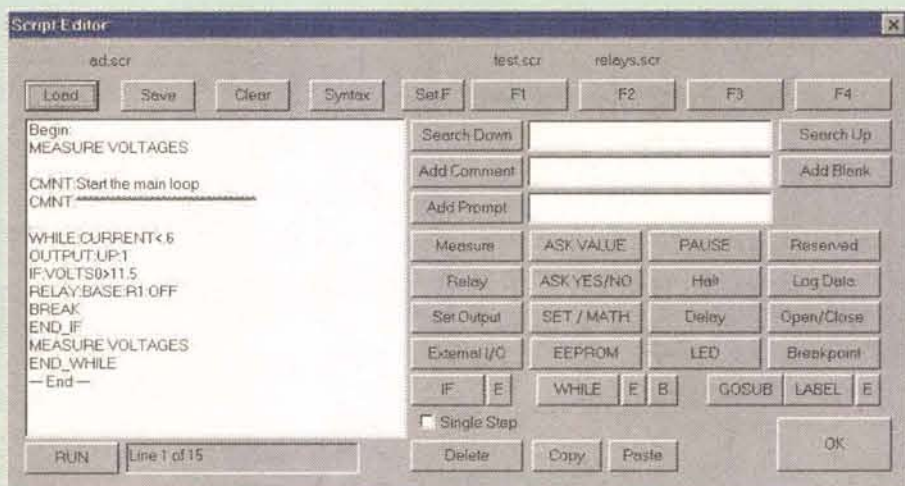 Script Editor
ad.scr test.scr relays.scr
Load Save Clear Syntax Set F F1 F2 F3 F4
Begin:
MEASURE VOLTAGES
CMNT:Start the main loop
CMNT:
WHILE:CURRENT<.6
OUTPUT:UP:1
IF:VOLTS0>11.5
RELAY:BASE:R1:OFF
BREAK
END_IF
MEASURE VOLTAGES
END_WHILE
--- End ---
Search Down Search Up
Add Comment Add Blank
Add Prompt
Measure ASK VALUE PAUSE Reserved
Relay ASK YES/NO Halt Log Data
Set Output SET / MATH Delay Open/Close
External I/O EEPROM LED Breakpoint
IF E WHILE E B GOSUB LABEL E
Single Step
RUN Line 1 of 15 Delete Copy Paste OK